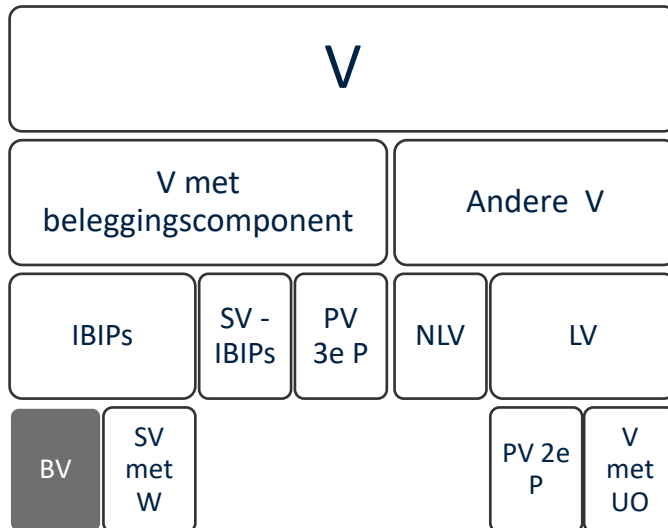 V
V met
beleggingscomponent
Andere V
IBIPs
SV -
IBIPs
PV
3e P
NLV
LV
BV
SV
met
W
PV 2e
P
V
met
UO